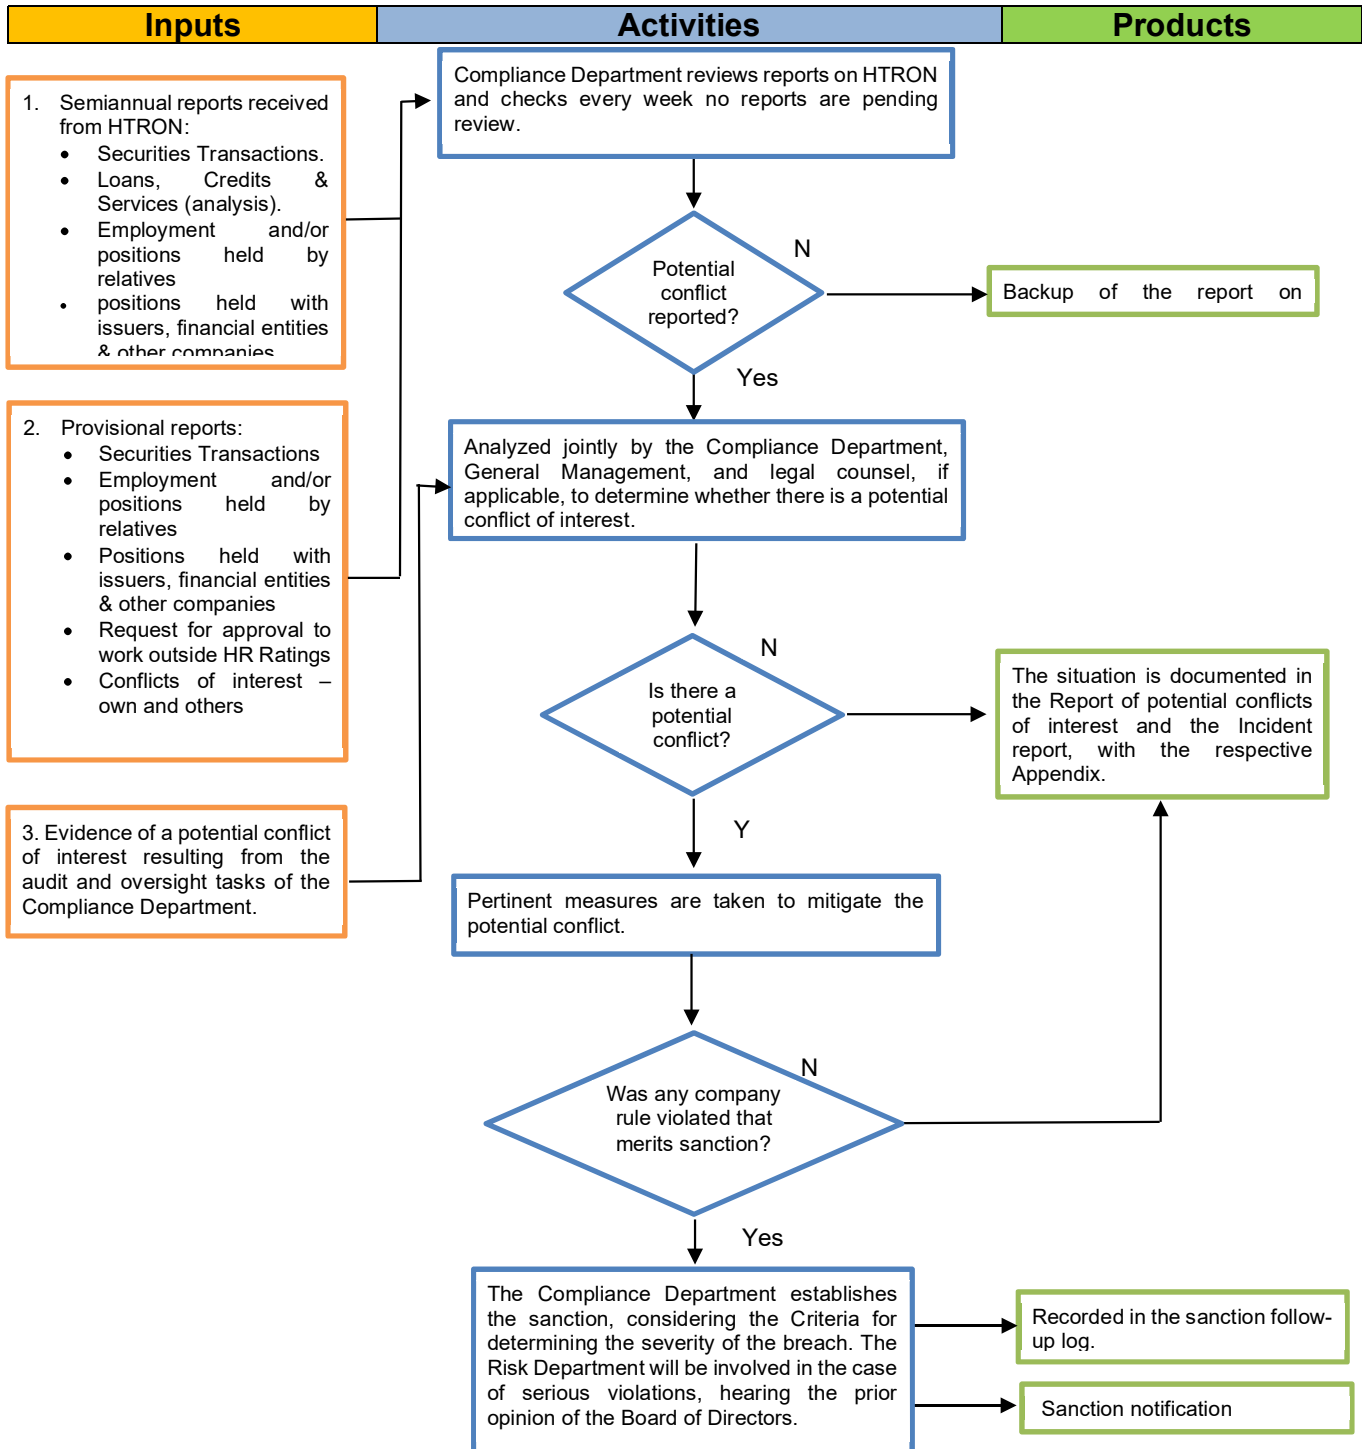 Inputs
Activities
Products
1. Semiannual reports received
from HTRON:
• Securities Transactions.
• Loans, Credits &
Services (analysis).
• Employment and/or
positions held by
relatives
• positions held with
issuers, financial entities
& other companies
2. Provisional reports:
• Securities Transactions
• Employment and/or
positions held by
relatives
• Positions held with
issuers, financial entities
& other companies
• Request for approval to
work outside HR Ratings
• Conflicts of interest –
own and others
3. Evidence of a potential conflict
of interest resulting from the
audit and oversight tasks of the
Compliance Department.
Compliance Department reviews reports on HTRON
and checks every week no reports are pending
review.
Potential
conflict
reported?
N
Backup of the report on
Yes
Analyzed jointly by the Compliance Department,
General Management, and legal counsel, if
applicable, to determine whether there is a potential
conflict of interest.
Is there a
potential
conflict?
N
The situation is documented in
the Report of potential conflicts
of interest and the Incident
report, with the respective
Appendix.
Y
Pertinent measures are taken to mitigate the
potential conflict.
Was any company
rule violated that
merits sanction?
N
Yes
The Compliance Department establishes
the sanction, considering the Criteria for
determining the severity of the breach. The
Risk Department will be involved in the case
of serious violations, hearing the prior
opinion of the Board of Directors.
Recorded in the sanction follow-
up log.
Sanction notification